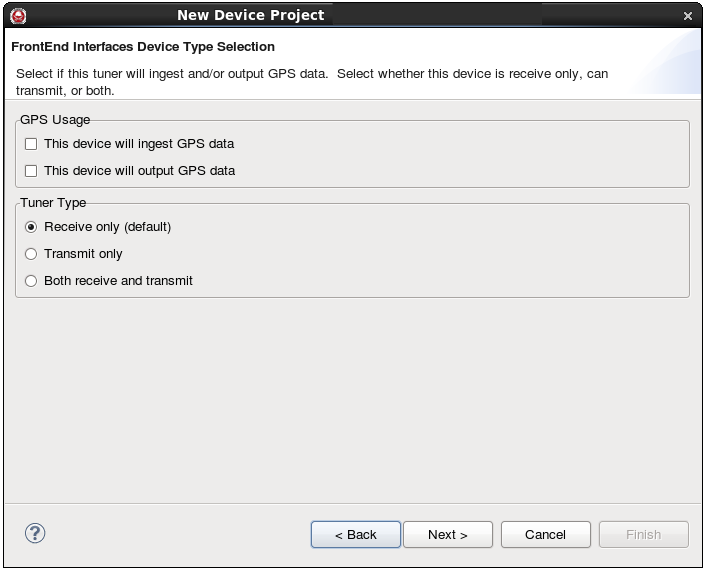 New Device Project
FrontEnd Interfaces Device Type Selection
Select if this tuner will ingest and/or output GPS data.  Select whether this device is receive only, can
transmit, or both.
GPS Usage
This device will ingest GPS data
This device will output GPS data
Tuner Type
Receive only (default)
Transmit only
Both receive and transmit
? < Back Next > Cancel Finish